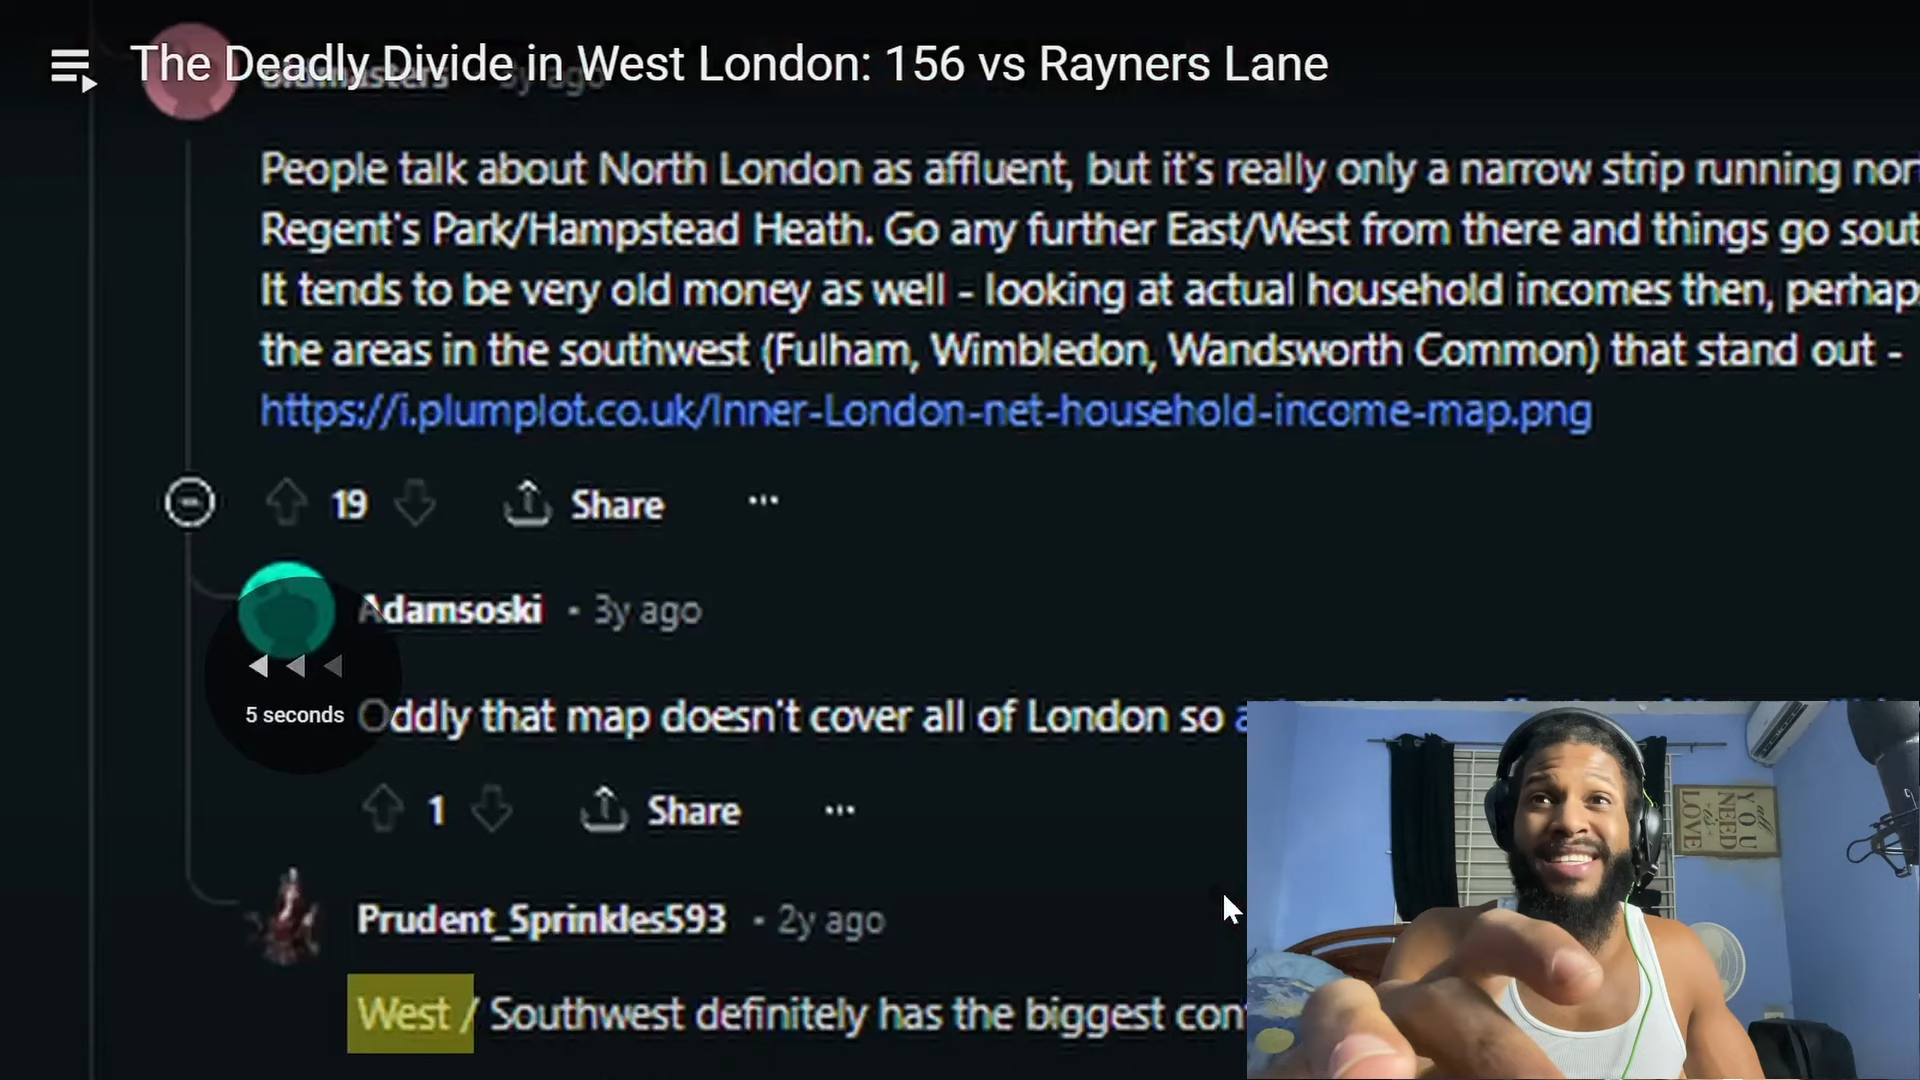 The Deadly Divide in West London: 156 vs Rayners Lane
People talk about North London as affluent, but it's really only a narrow strip running nor
Regent's Park/Hampstead Heath. Go any further East/West from there and things go sout
It tends to be very old money as well - looking at actual household incomes then, perhap
the areas in the southwest (Fulham, Wimbledon, Wandsworth Common) that stand out -
https://i.plumplot.co.uk/Inner-London-net-household-income-map.png
19 Share ...
Adamsoski • 3y ago
5 seconds
Oddly that map doesn't cover all of London so
1 Share ...
Prudent_Sprinkles593 • 2y ago
West / Southwest definitely has the biggest con
all YOU
NEED is
LOVE